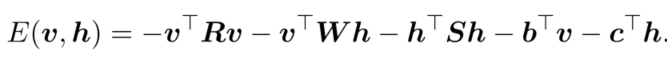 E(v, h) = −v⊤Rv − v⊤Wh − h⊤Sh − b⊤v − c⊤h.